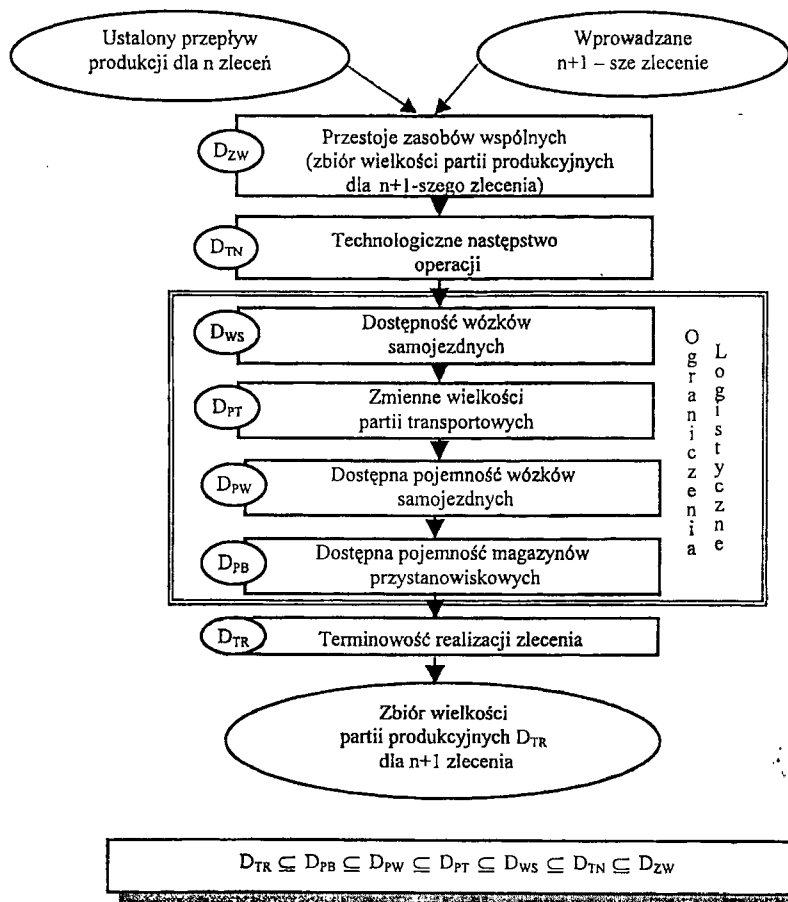 Ustalony przepływ
produkcji dla n zleceń
Wprowadzane
n+1 – sze zlecenie
D_ZW
Przestoje zasobów wspólnych
(zbiór wielkości partii produkcyjnych
dla n+1-szego zlecenia)
D_TN
Technologiczne następstwo
operacji
D_WS
Dostępność wózków
samojezdnych
D_PT
Zmienne wielkości
partii transportowych
D_PW
Dostępna pojemność wózków
samojezdnych
D_PB
Dostępna pojemność magazynów
przystanowiskowych
Ograniczenia
Logistyczne
D_TR
Terminowość realizacji zlecenia
Zbiór wielkości
partii produkcyjnych D_TR
dla n+1 zlecenia
D_TR ⊆ D_PB ⊆ D_PW ⊆ D_PT ⊆ D_WS ⊆ D_TN ⊆ D_ZW